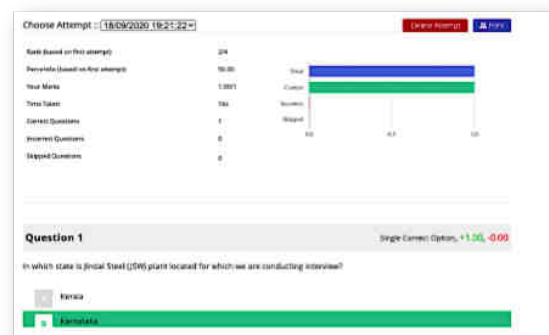 Choose Attempt :: 18/09/2020 19:21:22
Delete Attempt
Print
Rank (based on first attempt) 2/4
Percentile (based on first attempt) 50.00
Your Marks 1.00/1
Time Taken
Correct Questions 1
Incorrect Questions 0
Skipped Questions 0
Total
Correct
Incorrect
Skipped
0.0 0.5 1.0
Question 1 Single Correct Option, +1.00, -0.00
In which state is Jindal Steel (JSW) plant located for which we are conducting interview?
Kerala
B Karnataka